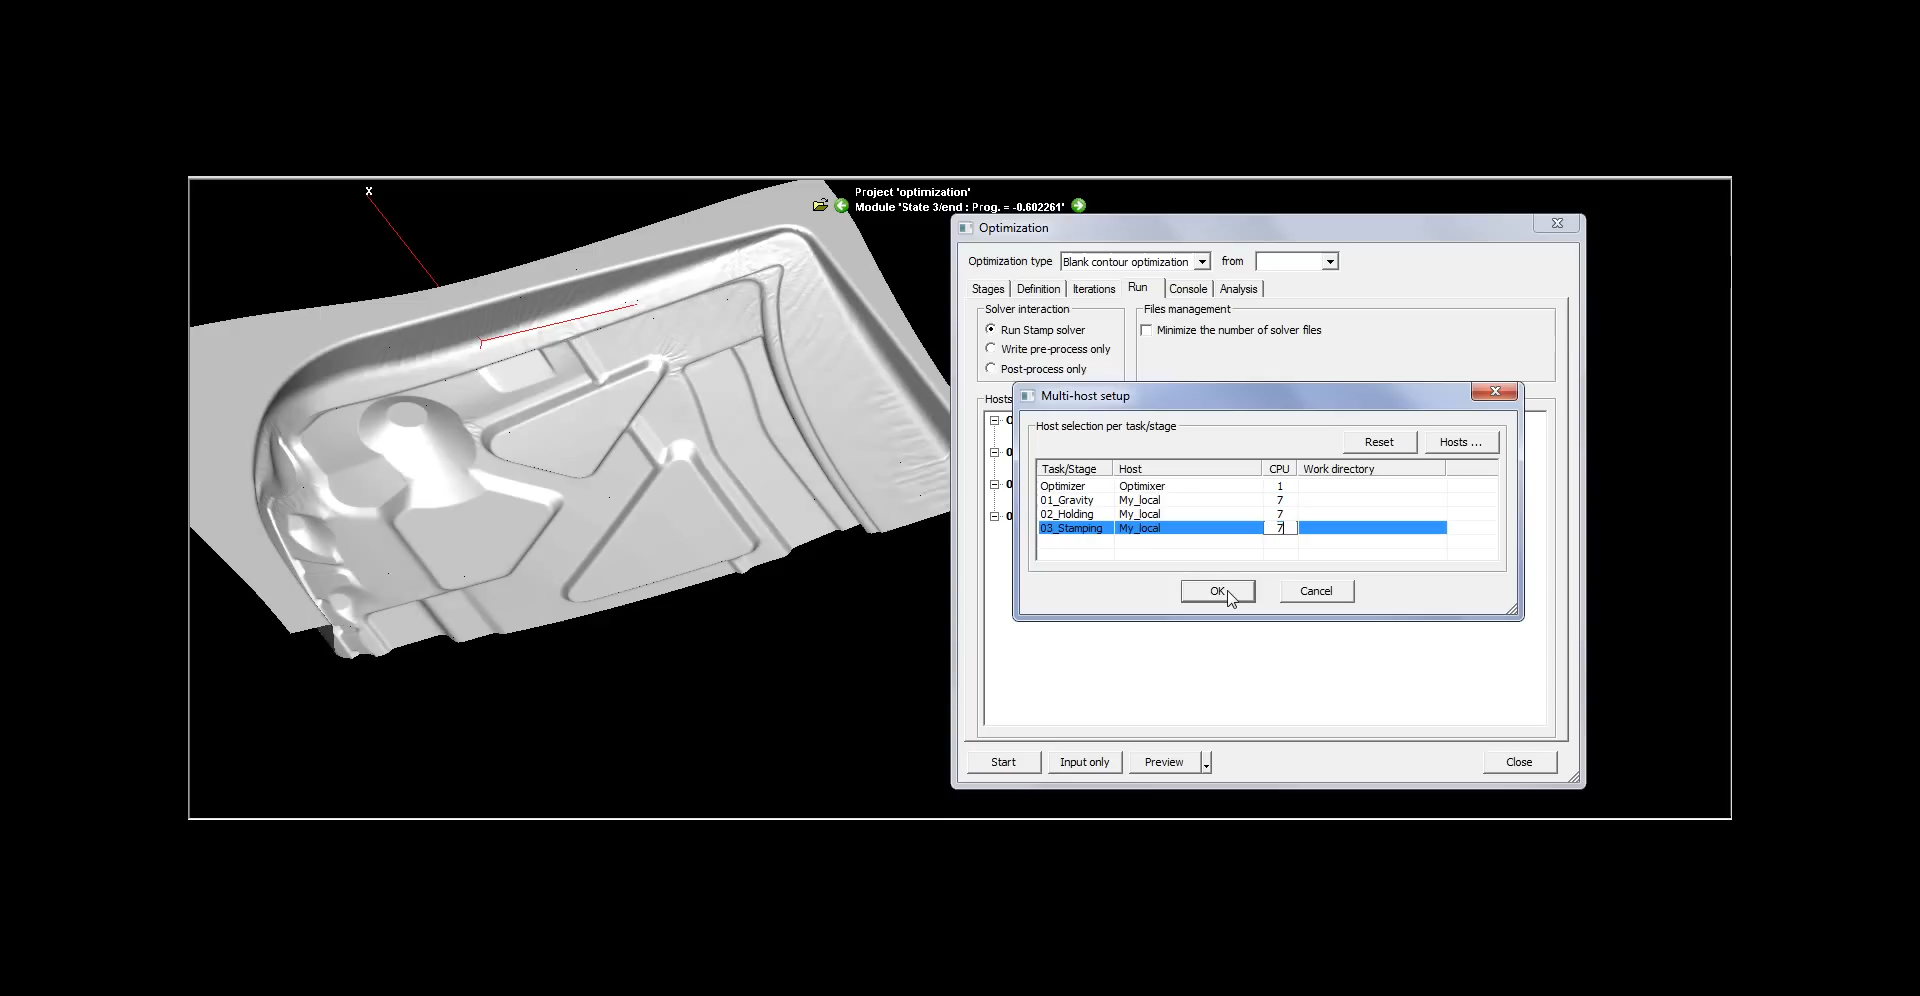 X
Project 'optimization'
Module 'State 3/end : Prog. = -0.602261'
Optimization
Optimization type Blank contour optimization from
Stages Definition Iterations Run Console Analysis
Solver interaction
Run Stamp solver
Write pre-process only
Post-process only
Files management
Minimize the number of solver files
Hosts
0
0
0
0
Multi-host setup
Host selection per task/stage
Reset Hosts ...
Task/Stage Host CPU Work directory
Optimizer Optimixer 1
01_Gravity My_local 7
02_Holding My_local 7
03_Stamping My_local 7
OK Cancel
Start Input only Preview Close